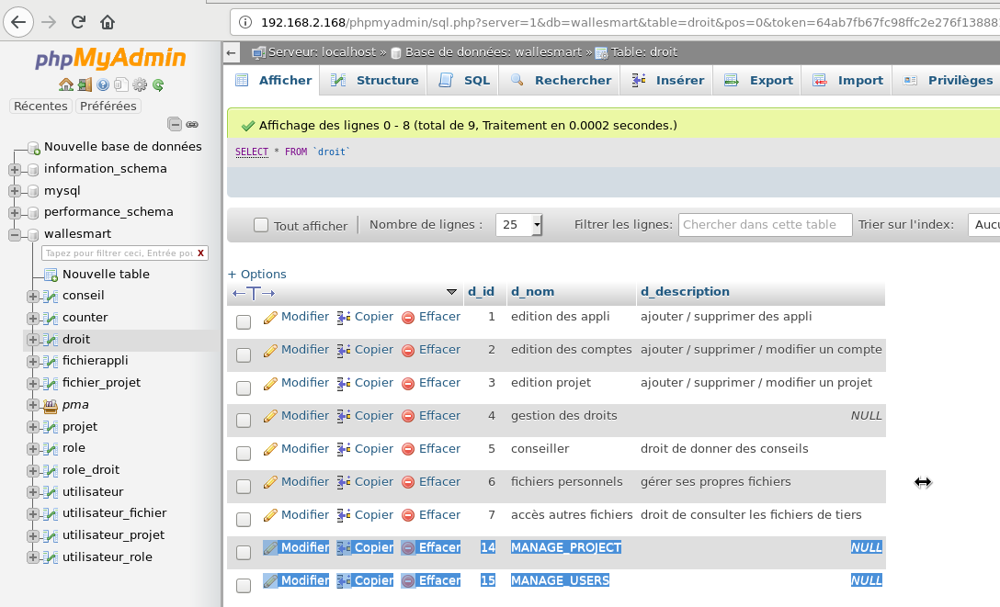 192.168.2.168/phpmyadmin/sql.php?server=1&db=wallesmart&table=droit&pos=0&token=64ab7fb67fc98ffc2e276f13888
phpMyAdmin
Récentes Préférées
Nouvelle base de données
information_schema
mysql
performance_schema
wallesmart
Tapez pour filtrer ceci, Entrée pou X
Nouvelle table
conseil
counter
droit
fichierappli
fichier_projet
pma
projet
role
role_droit
utilisateur
utilisateur_fichier
utilisateur_projet
utilisateur_role
← Serveur: localhost » Base de données: wallesmart » Table: droit
Afficher Structure SQL Rechercher Insérer Export Import Privilèges
Affichage des lignes 0 - 8 (total de 9, Traitement en 0.0002 secondes.)
SELECT * FROM `droit`
Tout afficher Nombre de lignes : 25 Filtrer les lignes: Chercher dans cette table Trier sur l'index: Aucu
+ Options
←T→ d_id d_nom d_description
Modifier Copier Effacer 1 edition des appli ajouter / supprimer des appli
Modifier Copier Effacer 2 edition des comptes ajouter / supprimer / modifier un compte
Modifier Copier Effacer 3 edition projet ajouter / supprimer / modifier un projet
Modifier Copier Effacer 4 gestion des droits NULL
Modifier Copier Effacer 5 conseiller droit de donner des conseils
Modifier Copier Effacer 6 fichiers personnels gérer ses propres fichiers
Modifier Copier Effacer 7 accès autres fichiers droit de consulter les fichiers de tiers
Modifier Copier Effacer 14 MANAGE_PROJECT NULL
Modifier Copier Effacer 15 MANAGE_USERS NULL